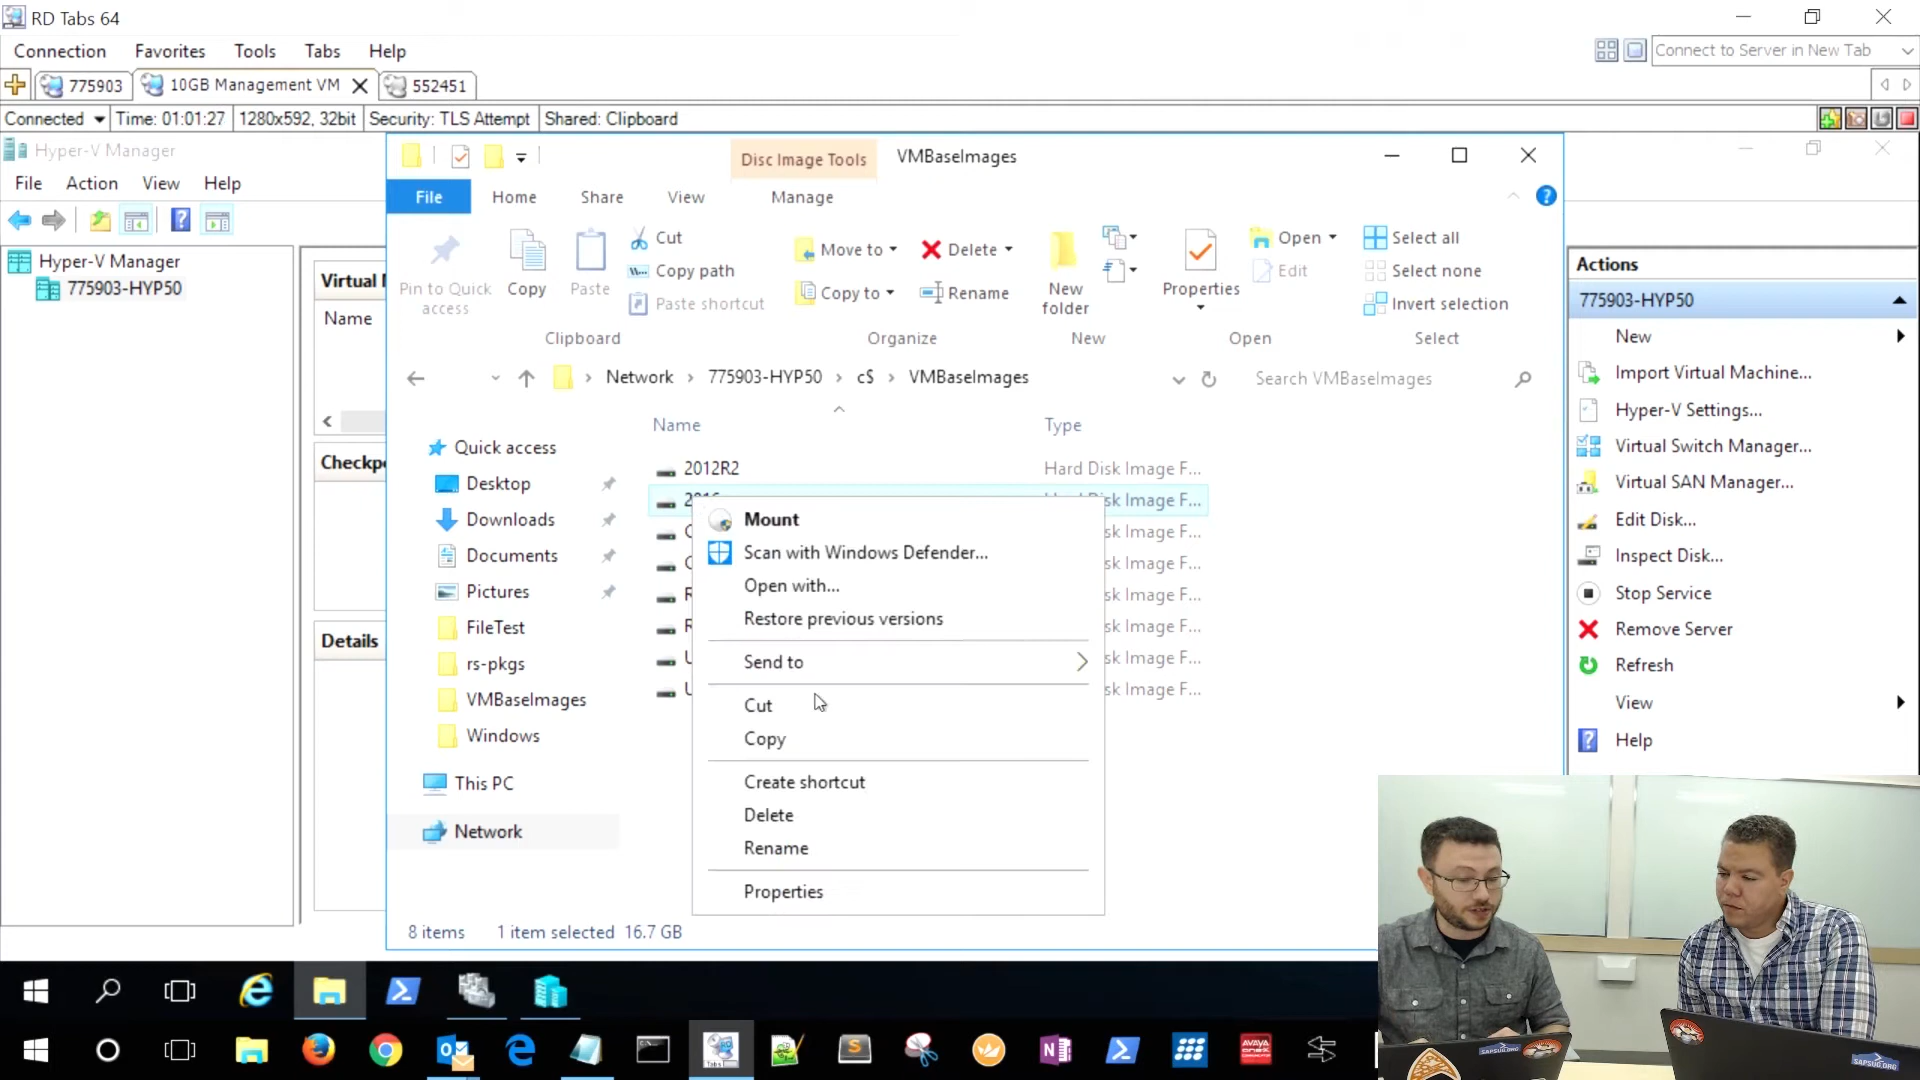 RD Tabs 64
Connection Favorites Tools Tabs Help
Connect to Server in New Tab
775903 10GB Management VM 552451
Connected Time: 01:01:27 1280x592, 32bit Security: TLS Attempt Shared: Clipboard
Hyper-V Manager
Disc Image Tools VMBaseImages
File Action View Help
File Home Share View Manage
Pin to Quick access
Copy
Paste
Cut
Copy path
Paste shortcut
Move to
Copy to
Delete
Rename
New folder
Properties
Open
Edit
Select all
Select none
Invert selection
Clipboard Organize New Open Select
Hyper-V Manager
775903-HYP50
Virtual
Name
Checkp
Details
Network 775903-HYP50 c$ VMBaseImages
Search VMBaseImages
Name Type
Quick access
Desktop
Downloads
Documents
Pictures
FileTest
rs-pkgs
VMBaseImages
Windows
This PC
Network
2012R2 Hard Disk Image F...
2016 Hard Disk Image F...
sk Image F...
sk Image F...
sk Image F...
sk Image F...
sk Image F...
sk Image F...
Mount
Scan with Windows Defender...
Open with...
Restore previous versions
Send to
Cut
Copy
Create shortcut
Delete
Rename
Properties
8 items 1 item selected 16.7 GB
Actions
775903-HYP50
New
Import Virtual Machine...
Hyper-V Settings...
Virtual Switch Manager...
Virtual SAN Manager...
Edit Disk...
Inspect Disk...
Stop Service
Remove Server
Refresh
View
Help
AVAYA
SAPSUG.ORG
SAPSUG.ORG